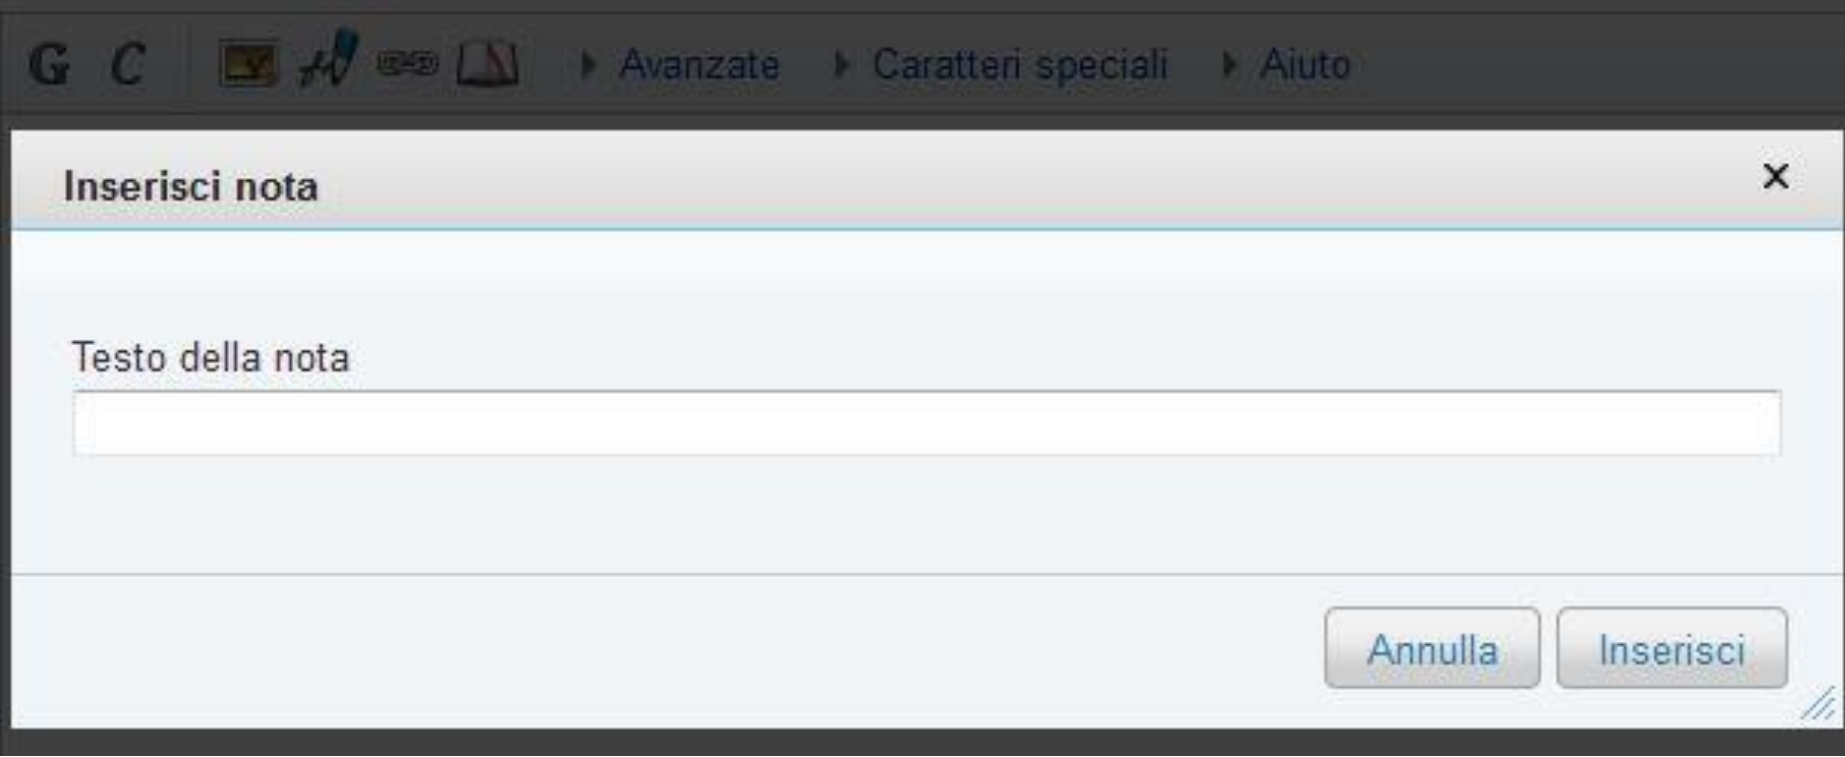 G C Avanzate Caratteri speciali Aiuto
Inserisci nota
Testo della nota
Annulla Inserisci